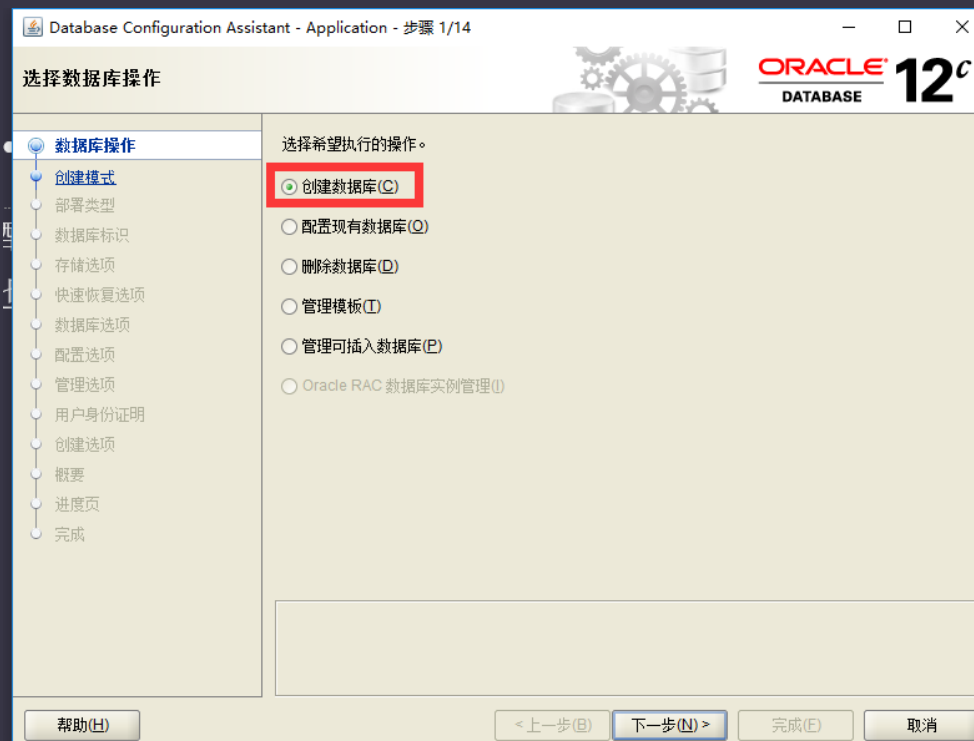 Database Configuration Assistant - Application - 步骤 1/14
选择数据库操作
ORACLE
DATABASE
12c
数据库操作
创建模式
部署类型
数据库标识
存储选项
快速恢复选项
数据库选项
配置选项
管理选项
用户身份证明
创建选项
概要
进度页
完成
选择希望执行的操作。
创建数据库(C)
配置现有数据库(O)
删除数据库(D)
管理模板(T)
管理可插入数据库(P)
Oracle RAC 数据库实例管理(I)
帮助(H)
< 上一步(B)
下一步(N) >
完成(F)
取消